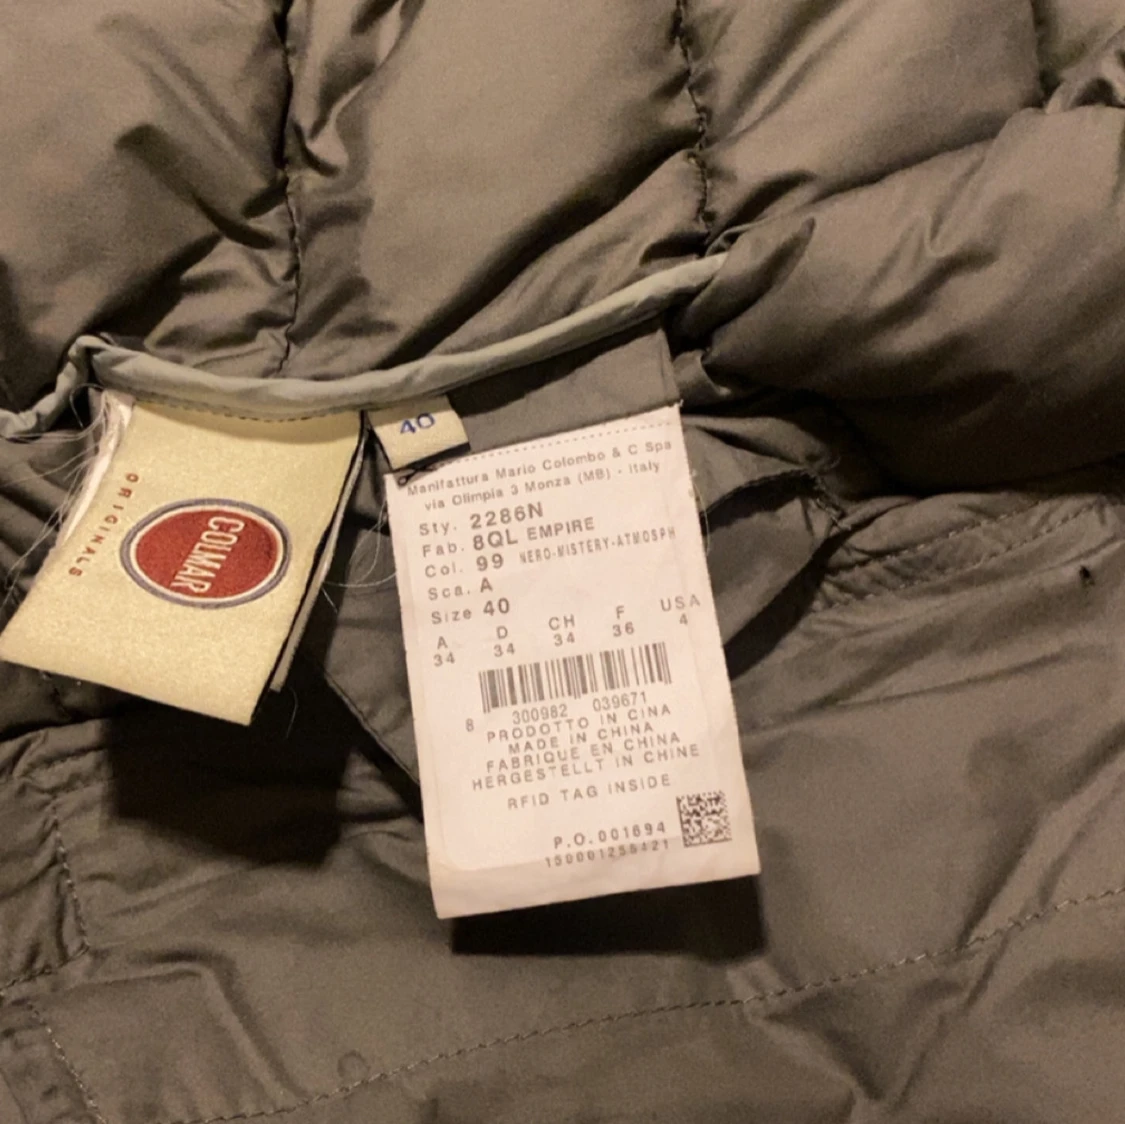 ORIGINALS
COLMAR
40
Manifattura Mario Colombo & C Spa
via Olimpia 3 Monza (MB) - Italy
Sty. 2286N
Fab. 8QL EMPIRE
Col. 99 NERO-MISTERY-ATMOSPH
Sca. A
Size 40
A D CH F USA
34 34 34 36 4
8 300982 039671
PRODOTTO IN CINA
MADE IN CHINA
FABRIQUE EN CHINA
HERGESTELLT IN CHINE
RFID TAG INSIDE
P.O. 001694
150001255421